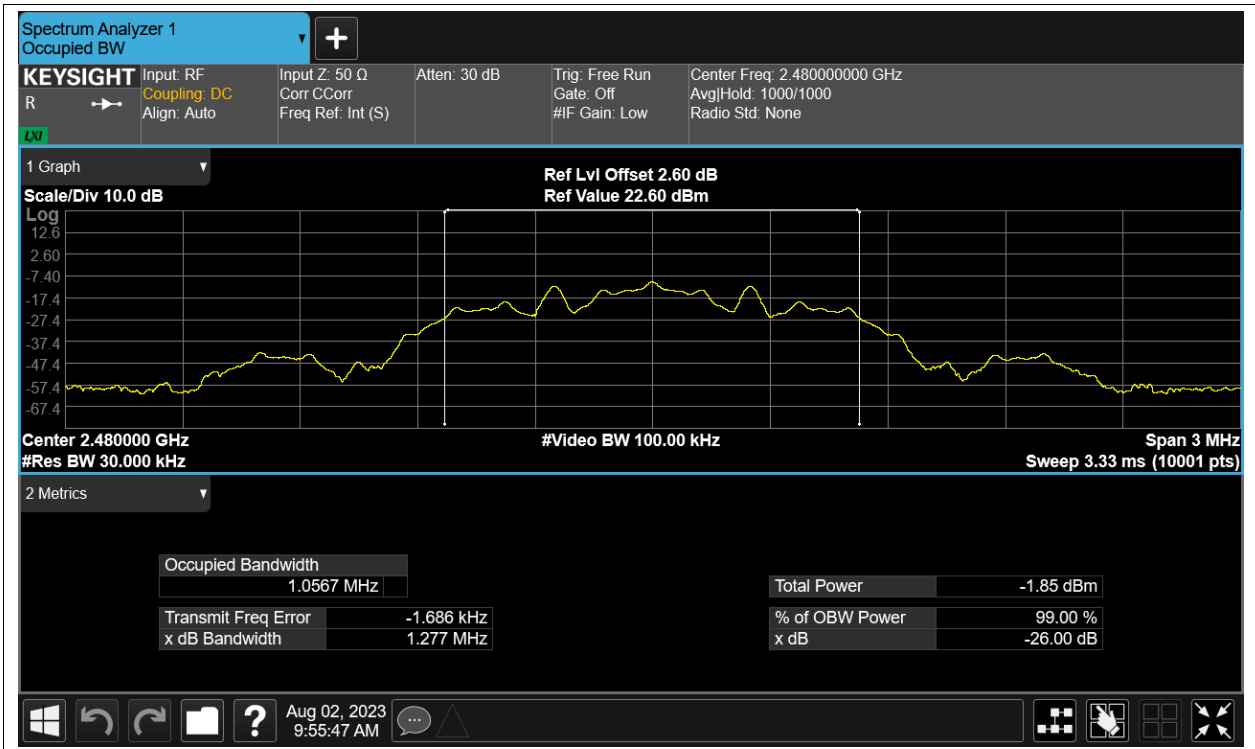 Spectrum Analyzer 1
Occupied BW
KEYSIGHT
R
LXI
Input: RF
Coupling: DC
Align: Auto
Input Z: 50 Ω
Corr CCorr
Freq Ref: Int (S)
Atten: 30 dB
Trig: Free Run
Gate: Off
#IF Gain: Low
Center Freq: 2.480000000 GHz
Avg|Hold: 1000/1000
Radio Std: None
1 Graph
Scale/Div 10.0 dB
Ref Lvl Offset 2.60 dB
Ref Value 22.60 dBm
Log
12.6
2.60
-7.40
-17.4
-27.4
-37.4
-47.4
-57.4
-67.4
Center 2.480000 GHz
#Res BW 30.000 kHz
#Video BW 100.00 kHz
Span 3 MHz
Sweep 3.33 ms (10001 pts)
2 Metrics
Occupied Bandwidth
1.0567 MHz
Transmit Freq Error -1.686 kHz
x dB Bandwidth 1.277 MHz
Total Power -1.85 dBm
% of OBW Power 99.00 %
x dB -26.00 dB
?
Aug 02, 2023
9:55:47 AM